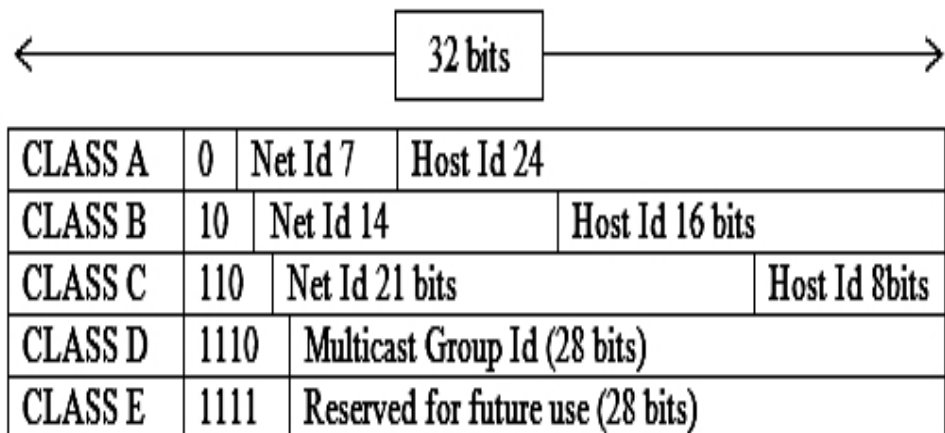 32 bits
CLASS A 0 Net Id 7 Host Id 24
CLASS B 10 Net Id 14 Host Id 16 bits
CLASS C 110 Net Id 21 bits Host Id 8bits
CLASS D 1110 Multicast Group Id (28 bits)
CLASS E 1111 Reserved for future use (28 bits)